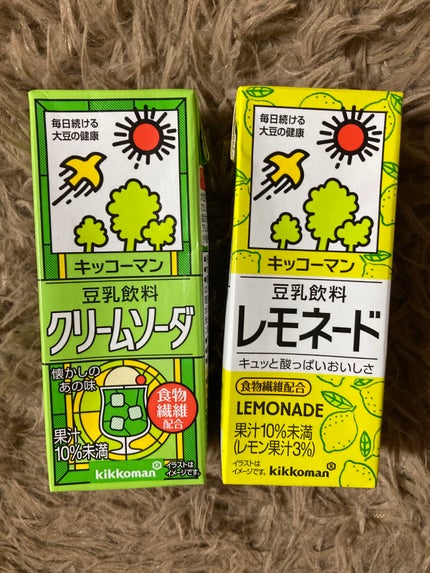 毎日続ける
大豆の健康
キッコーマン
豆乳飲料
クリームソーダ
懐かしの
あの味
食物
繊維
配合
果汁
10%未満
イラストは
イメージです。
kikkoman
毎日続ける
大豆の健康
キッコーマン
豆乳飲料
レモネード
キュッと酸っぱいおいしさ
食物繊維配合
LEMONADE
果汁10%未満
(レモン果汁3%)
イラストは
イメージです。
kikkoman